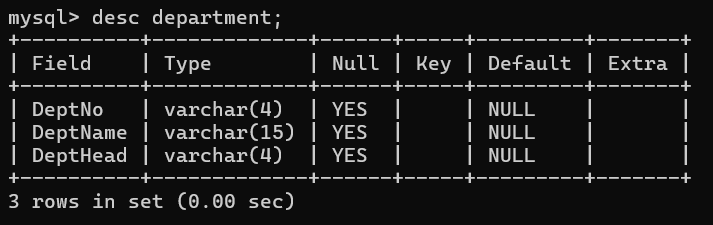 mysql> desc department;
+----------+-------------+------+-----+---------+-------+
| Field    | Type        | Null | Key | Default | Extra |
+----------+-------------+------+-----+---------+-------+
| DeptNo   | varchar(4)  | YES  |     | NULL    |       |
| DeptName | varchar(15) | YES  |     | NULL    |       |
| DeptHead | varchar(4)  | YES  |     | NULL    |       |
+----------+-------------+------+-----+---------+-------+
3 rows in set (0.00 sec)